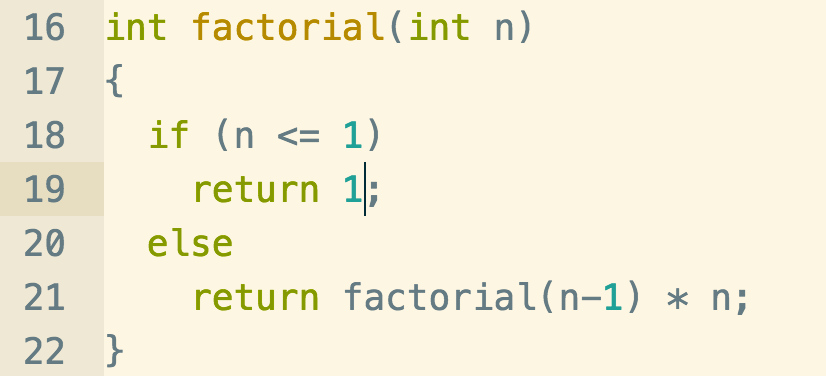 16 int factorial(int n)
17 {
18   if (n <= 1)
19     return 1;
20   else
21     return factorial(n-1) * n;
22 }